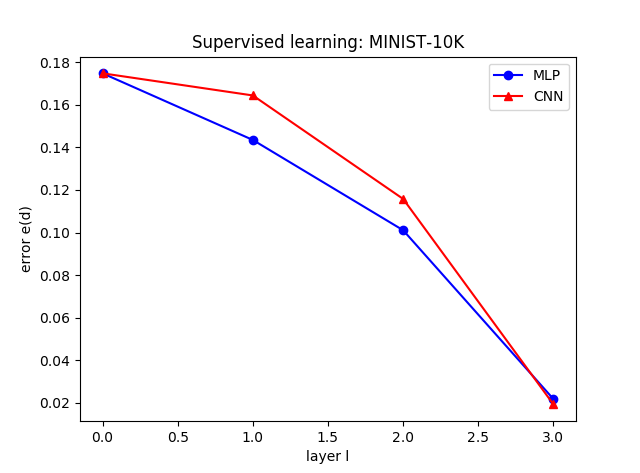 Supervised learning: MINIST-10K
MLP
CNN
error e(d)
0.18
0.16
0.14
0.12
0.10
0.08
0.06
0.04
0.02
0.0 0.5 1.0 1.5 2.0 2.5 3.0
layer l